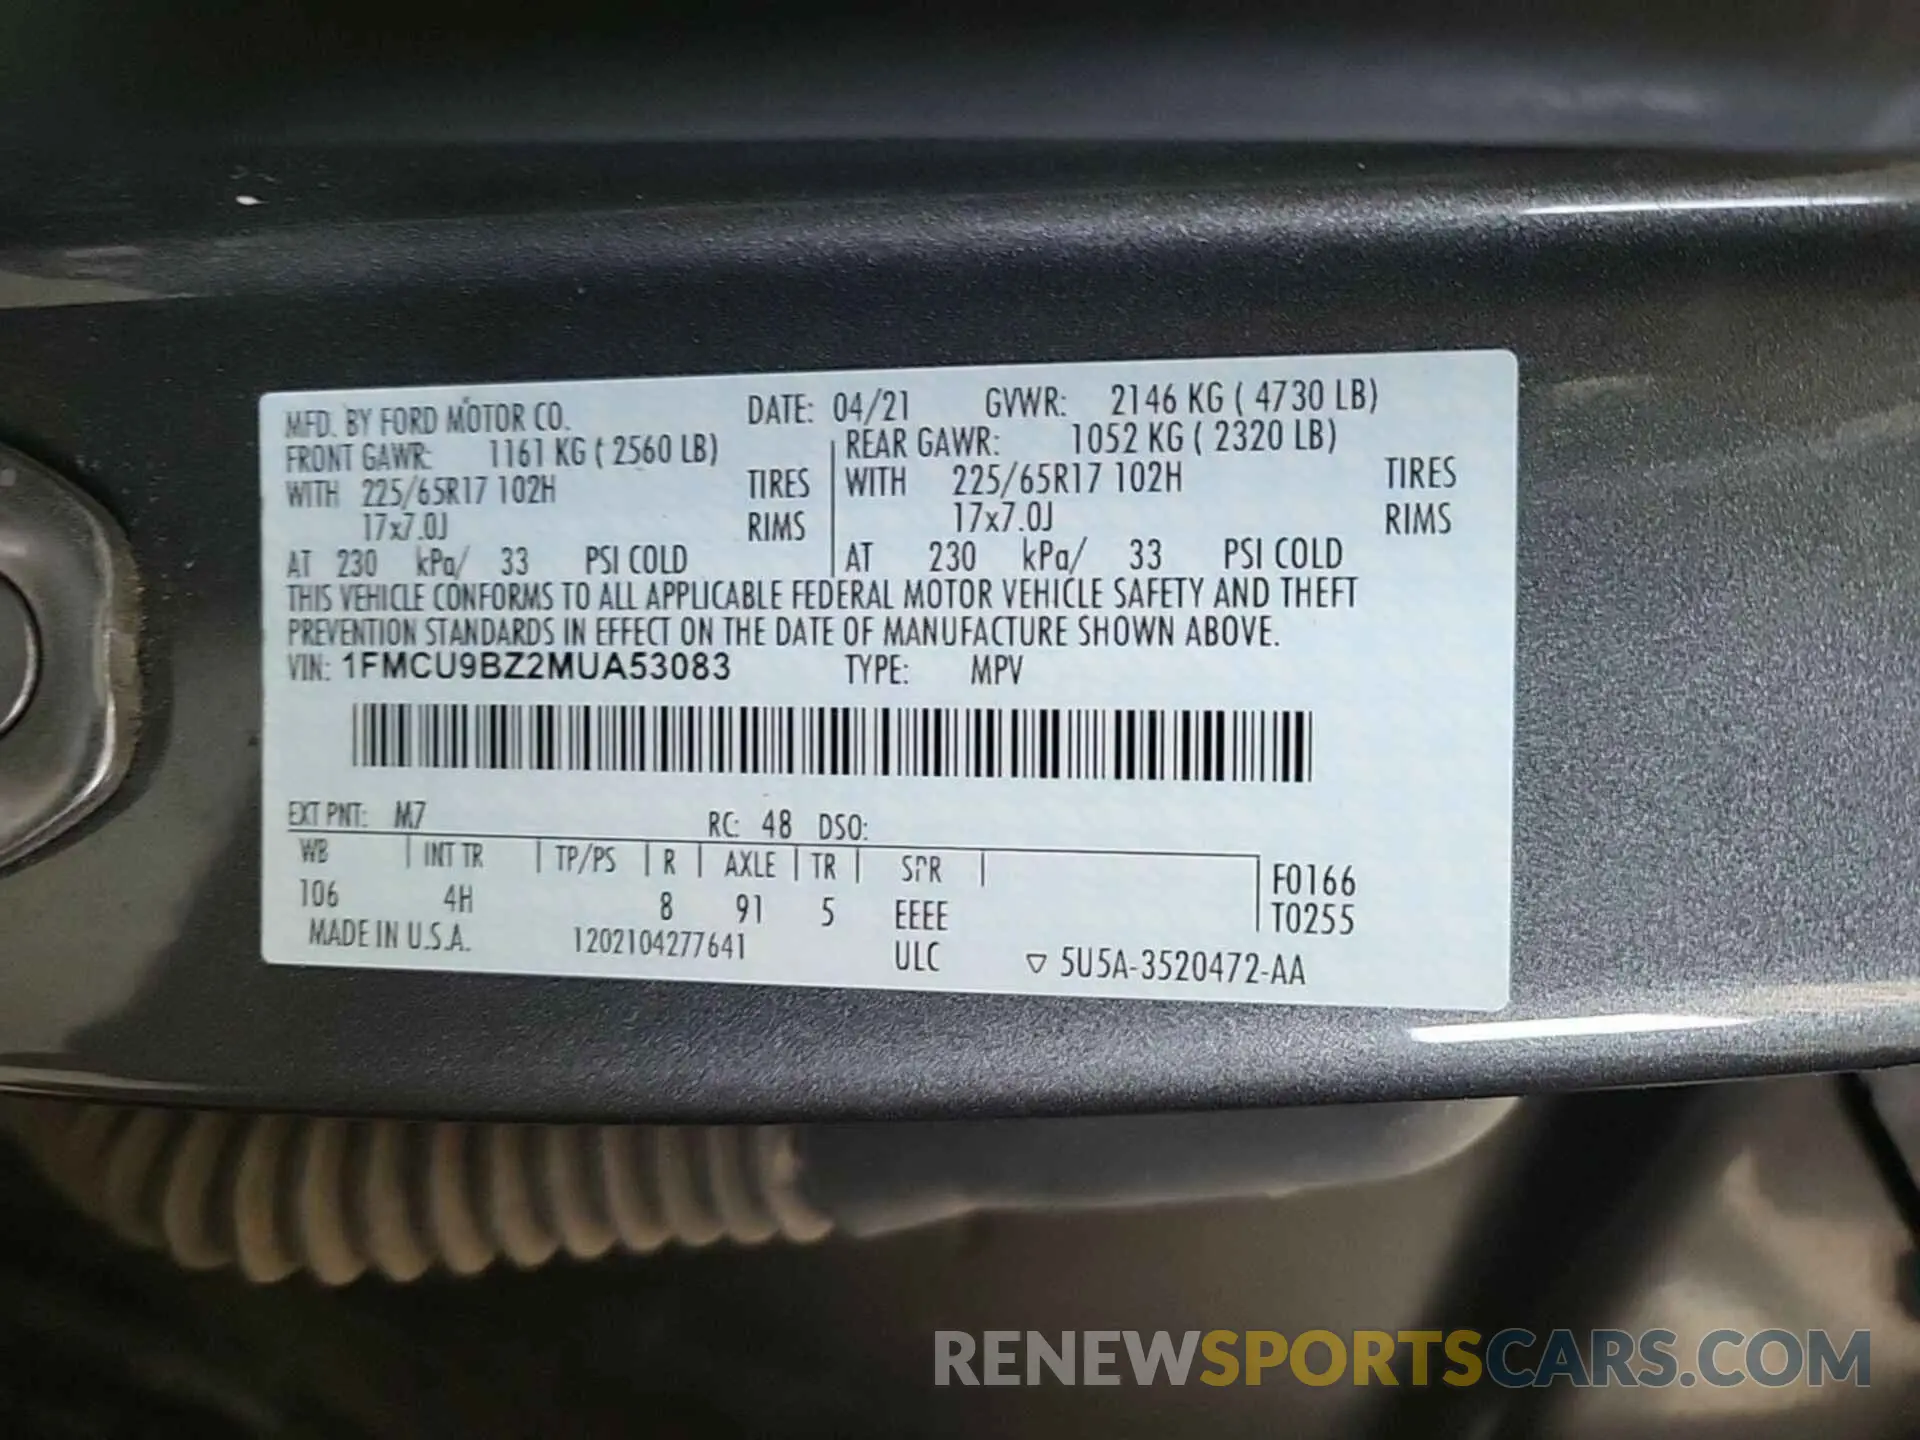 MFD. BY FORD MOTOR CO. DATE: 04/21 GVWR: 2146 KG ( 4730 LB)
FRONT GAWR: 1161 KG ( 2560 LB) REAR GAWR: 1052 KG ( 2320 LB)
WITH 225/65R17 102H TIRES WITH 225/65R17 102H TIRES
17x7.0J RIMS 17x7.0J RIMS
AT 230 kPa/ 33 PSI COLD AT 230 kPa/ 33 PSI COLD
THIS VEHICLE CONFORMS TO ALL APPLICABLE FEDERAL MOTOR VEHICLE SAFETY AND THEFT
PREVENTION STANDARDS IN EFFECT ON THE DATE OF MANUFACTURE SHOWN ABOVE.
VIN: 1FMCU9BZ2MUA53083 TYPE: MPV
EXT PNT: M7 RC: 48 DSO:
WB INT TR TP/PS R AXLE TR SPR F0166
106 4H 8 91 5 EEEE T0255
MADE IN U.S.A. 1202104277641 ULC ▽ 5U5A-3520472-AA
RENEWSPORTSCARS.COM